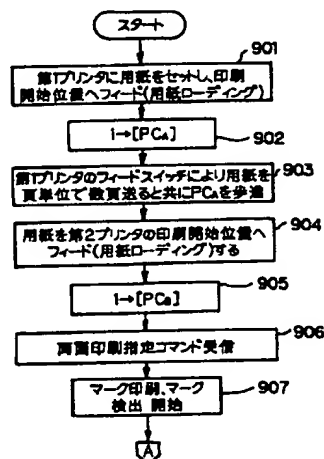 スタート
901
第1プリンタに用紙をセットし、印刷
開始位置へフィード(用紙ローディング)
1→[PCA]
902
第1プリンタのフィードスイッチにより用紙を
頁単位で数頁送ると共にPCAを歩進
903
用紙を第2プリンタの印刷開始位置へ
フィード(用紙ローディング)する
904
1→[PCB]
905
両面印刷指定コマンド受信
906
マーク印刷、マーク
検出 開始
907
A